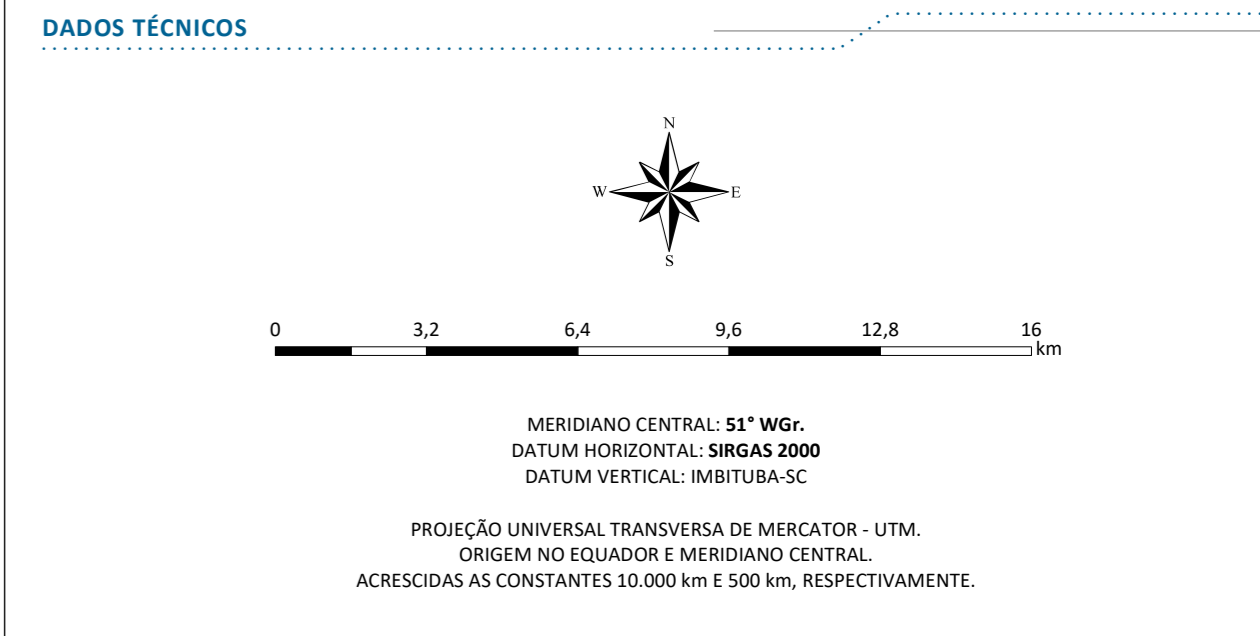 DADOS TÉCNICOS
N
W E
S
0 3,2 6,4 9,6 12,8 16
km
MERIDIANO CENTRAL: 51° WGr.
DATUM HORIZONTAL: SIRGAS 2000
DATUM VERTICAL: IMBITUBA-SC
PROJEÇÃO UNIVERSAL TRANSVERSA DE MERCATOR - UTM.
ORIGEM NO EQUADOR E MERIDIANO CENTRAL.
ACRESCIDAS AS CONSTANTES 10.000 km E 500 km, RESPECTIVAMENTE.